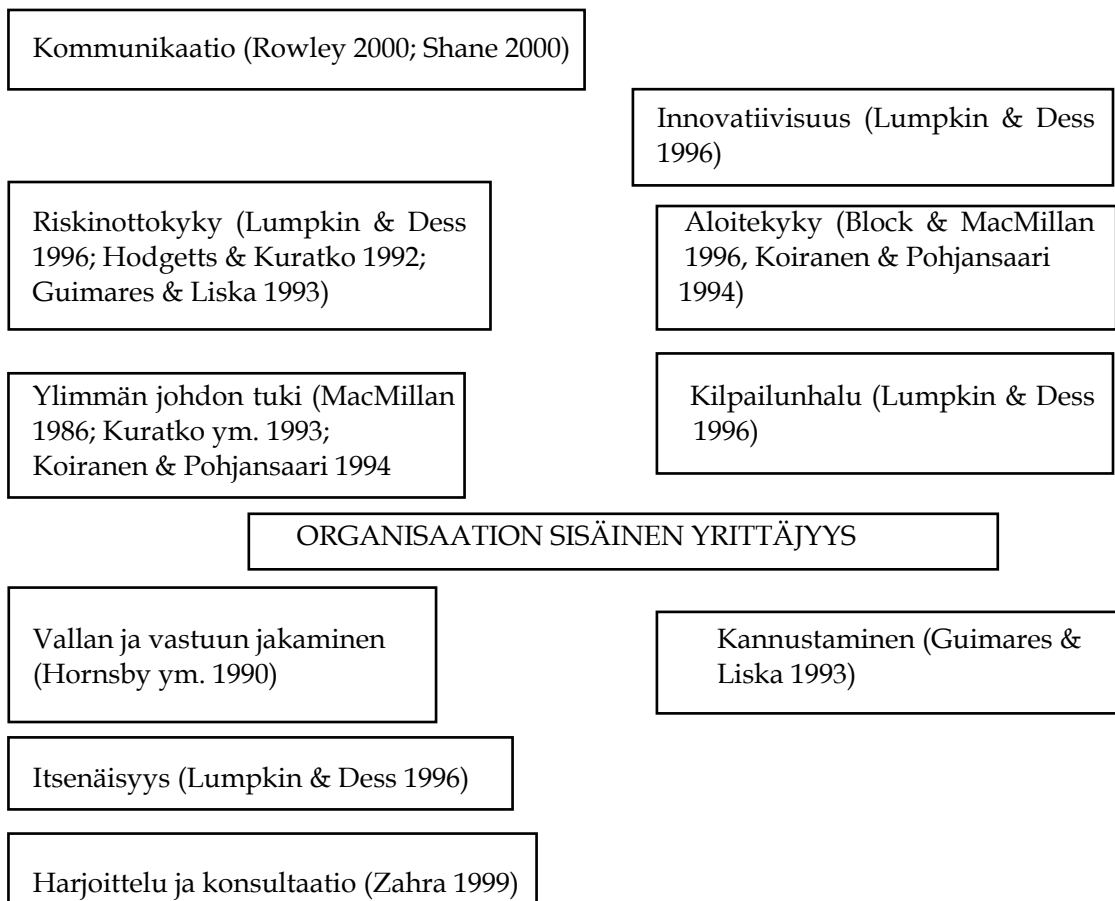 Kommunikaatio (Rowley 2000; Shane 2000)
Innovatiivisuus (Lumpkin & Dess
1996)
Riskinottokyky (Lumpkin & Dess
1996; Hodgetts & Kuratko 1992;
Guimares & Liska 1993)
Aloitekyky (Block & MacMillan
1996, Koiranen & Pohjansaari
1994)
Ylimmän johdon tuki (MacMillan
1986; Kuratko ym. 1993;
Koiranen & Pohjansaari 1994
Kilpailunhalu (Lumpkin & Dess
1996)
ORGANISAATION SISÄINEN YRITTÄJYYS
Vallan ja vastuun jakaminen
(Hornsby ym. 1990)
Kannustaminen (Guimares &
Liska 1993)
Itsenäisyys (Lumpkin & Dess 1996)
Harjoittelu ja konsultaatio (Zahra 1999)